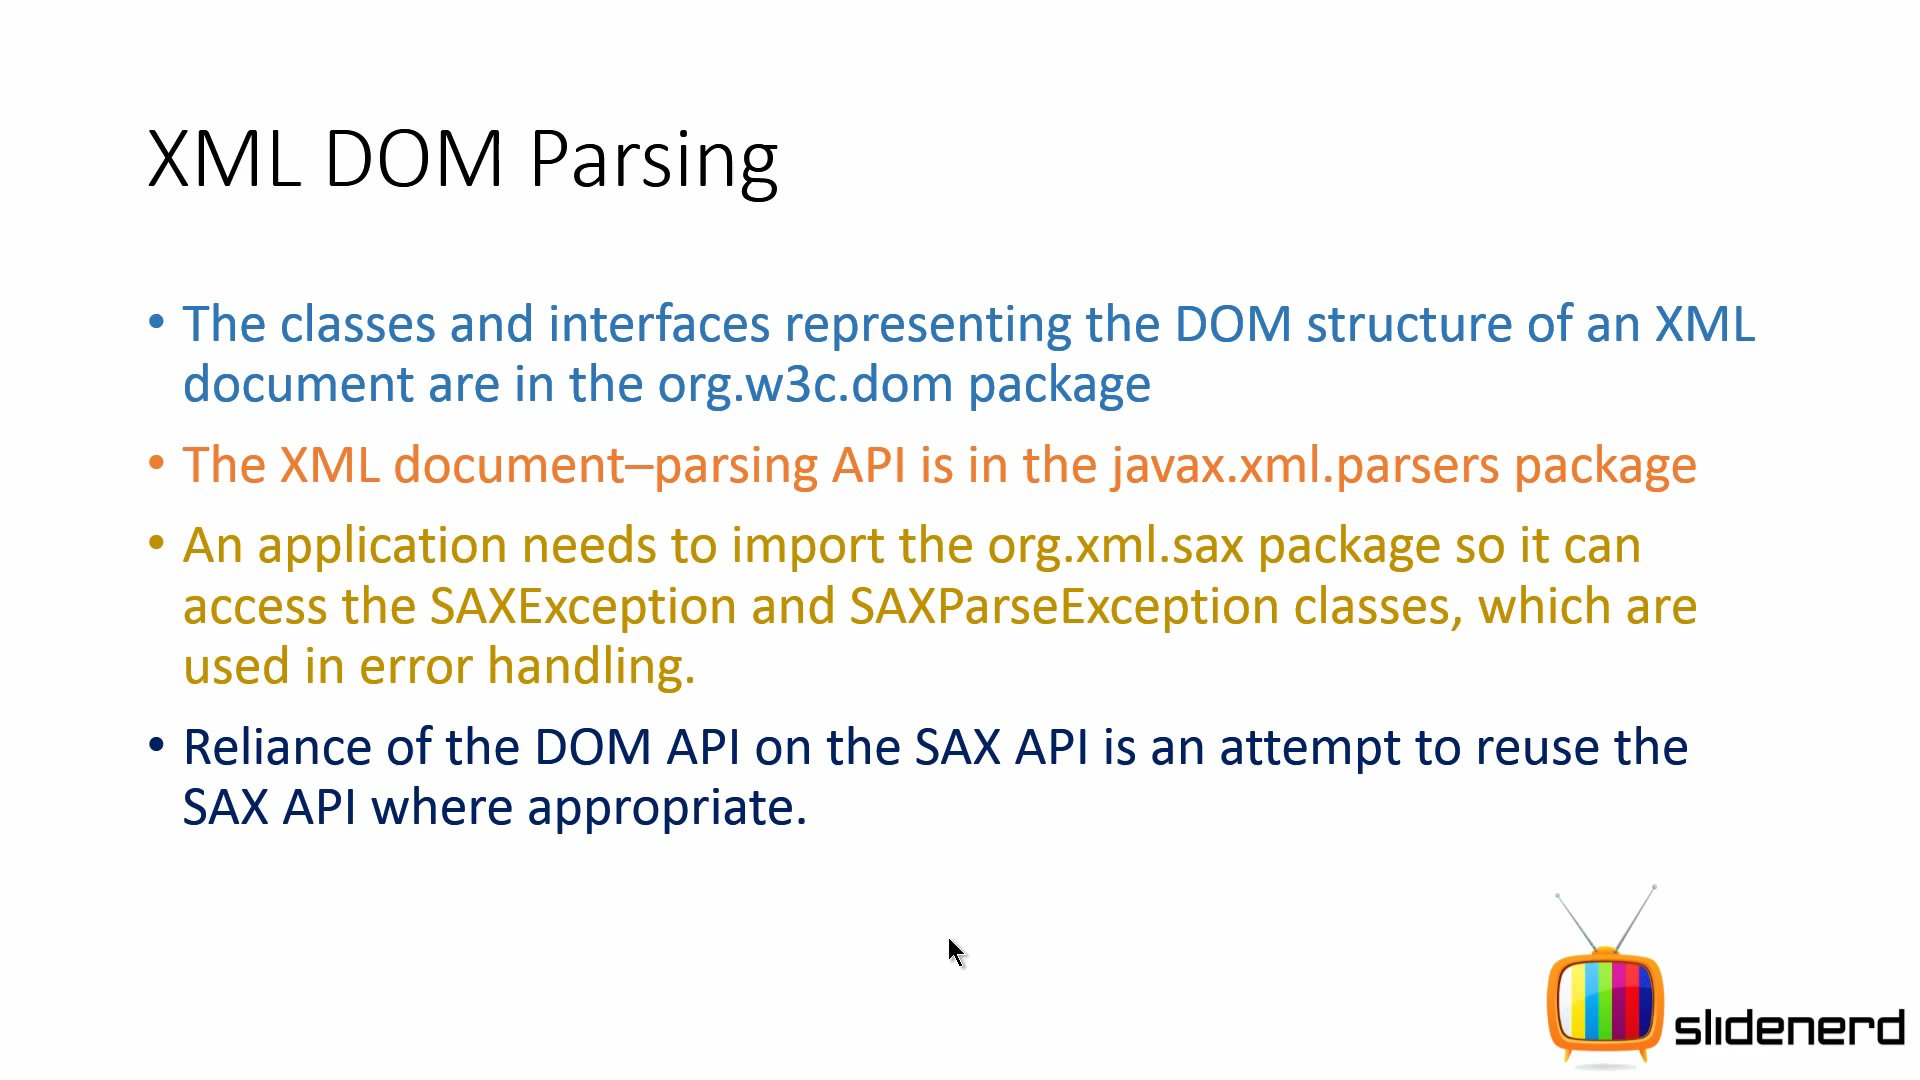 XML DOM Parsing
• The classes and interfaces representing the DOM structure of an XML
document are in the org.w3c.dom package
• The XML document–parsing API is in the javax.xml.parsers package
• An application needs to import the org.xml.sax package so it can
access the SAXException and SAXParseException classes, which are
used in error handling.
• Reliance of the DOM API on the SAX API is an attempt to reuse the
SAX API where appropriate.
slidenerd